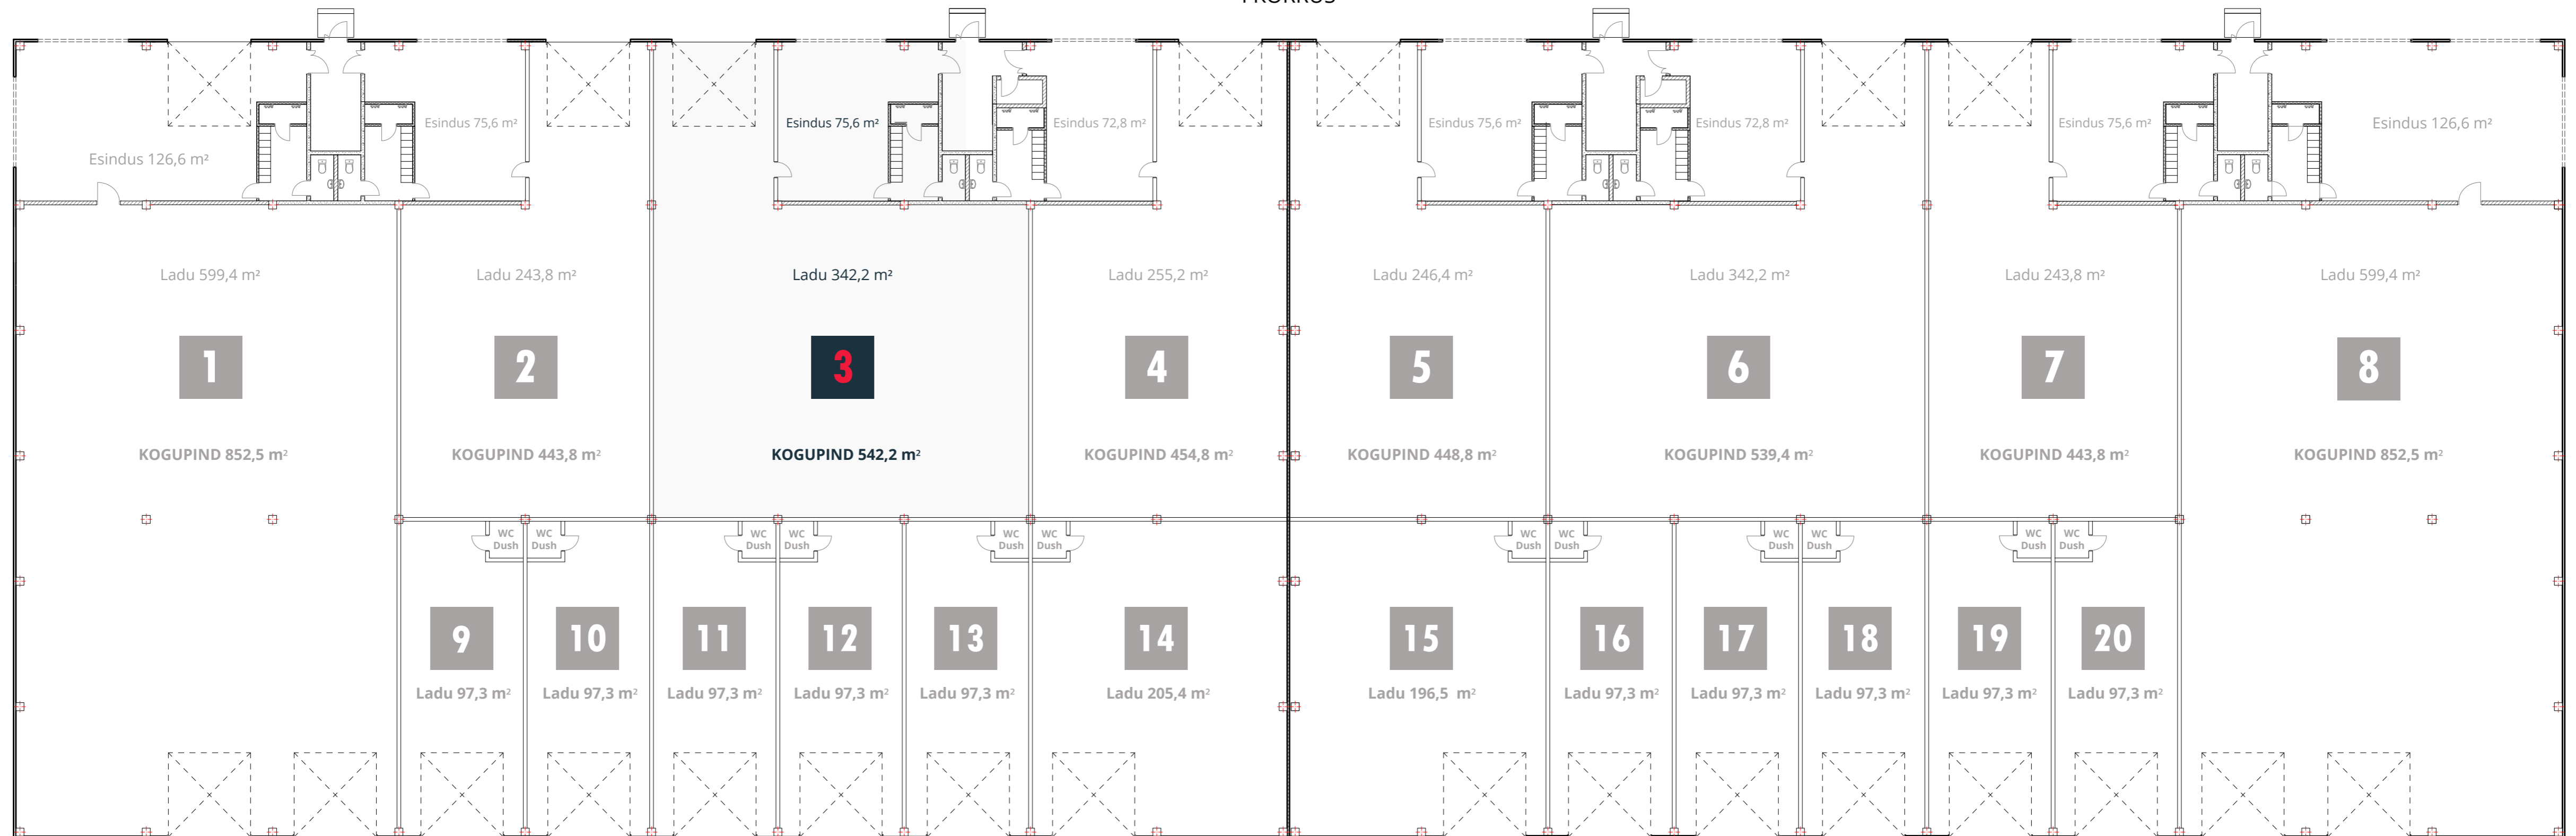 Esindus 75,6 m²
Esindus 75,6 m²
Esindus 72,8 m²
Esindus 75,6 m²
Esindus 72,8 m²
Esindus 75,6 m²
Esindus 126,6 m²
Esindus 126,6 m²
Ladu 599,4 m²
Ladu 243,8 m²
Ladu 342,2 m²
Ladu 255,2 m²
Ladu 246,4 m²
Ladu 342,2 m²
Ladu 243,8 m²
Ladu 599,4 m²
1
2
3
4
5
6
7
8
KOGUPIND 852,5 m²
KOGUPIND 443,8 m²
KOGUPIND 542,2 m²
KOGUPIND 454,8 m²
KOGUPIND 448,8 m²
KOGUPIND 539,4 m²
KOGUPIND 443,8 m²
KOGUPIND 852,5 m²
WC
Dush
WC
Dush
WC
Dush
WC
Dush
WC
Dush
WC
Dush
WC
Dush
WC
Dush
WC
Dush
WC
Dush
WC
Dush
WC
Dush
9
10
11
12
13
14
15
16
17
18
19
20
Ladu 97,3 m²
Ladu 97,3 m²
Ladu 97,3 m²
Ladu 97,3 m²
Ladu 97,3 m²
Ladu 205,4 m²
Ladu 196,5 m²
Ladu 97,3 m²
Ladu 97,3 m²
Ladu 97,3 m²
Ladu 97,3 m²
Ladu 97,3 m²